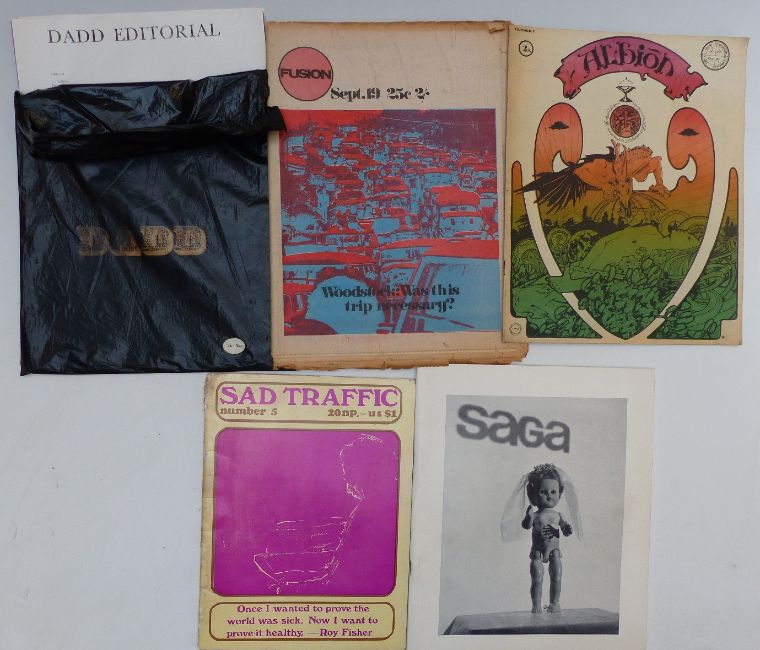 DADD EDITORIAL
DADD
FUSION
Sept.19 25c 2/-
Woodstock: Was this
trip necessary?
Albion
SAD TRAFFIC
number 5 20np.-us $1
Once I wanted to prove the
world was sick. Now I want to
prove it healthy. — Roy Fisher
saga